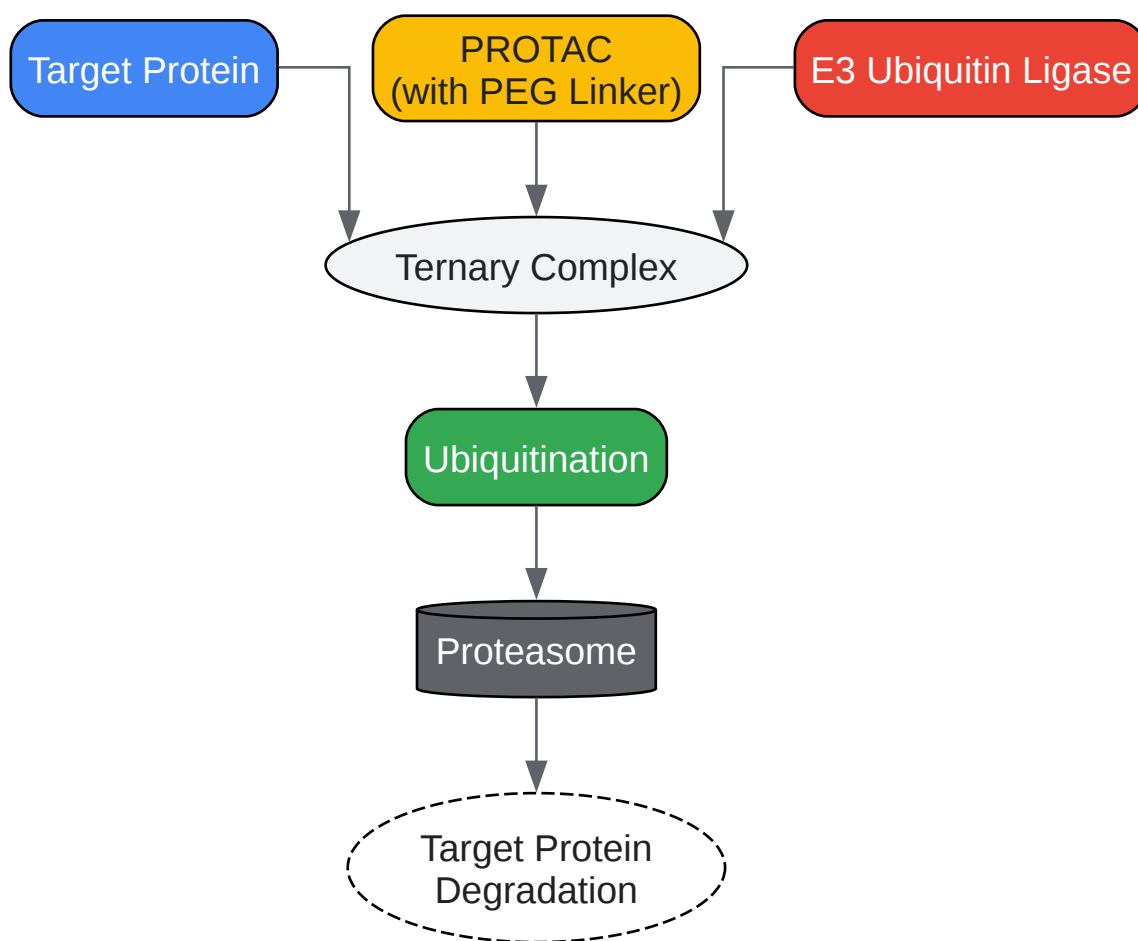 Target Protein
PROTAC
(with PEG Linker)
E3 Ubiquitin Ligase
Ternary Complex
Ubiquitination
Proteasome
Target Protein
Degradation